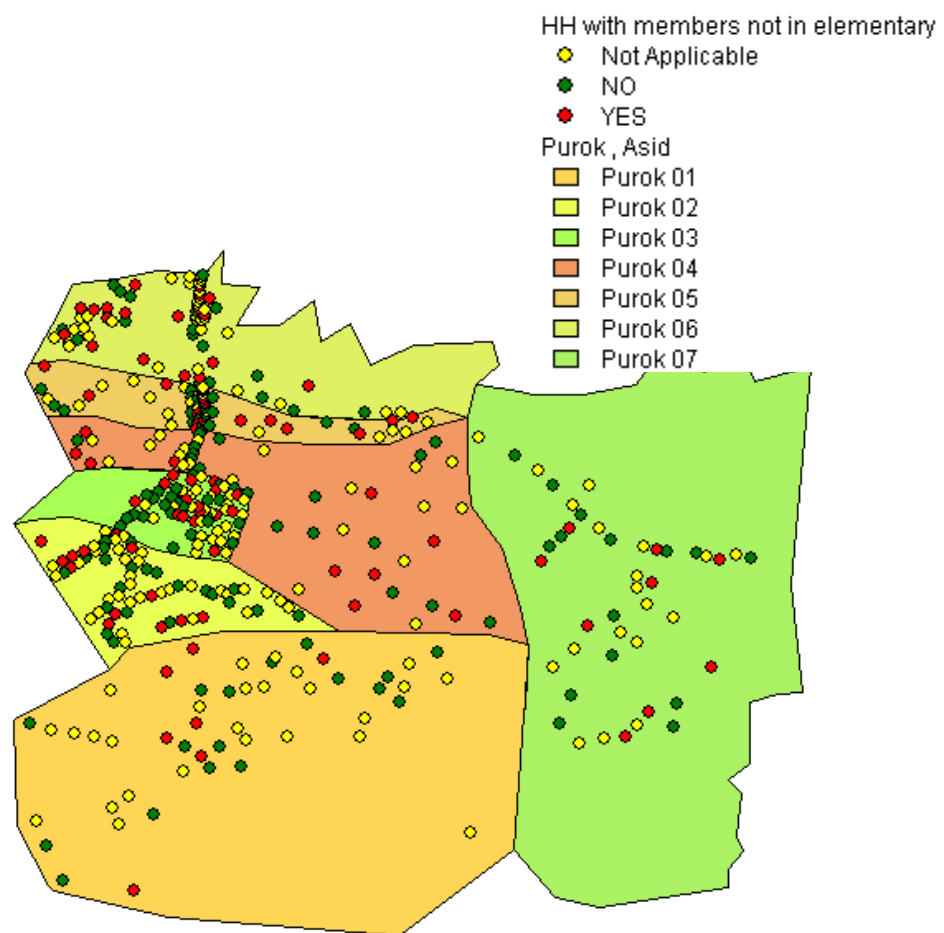 HH with members not in elementary
Not Applicable
NO
YES
Purok , Asid
Purok 01
Purok 02
Purok 03
Purok 04
Purok 05
Purok 06
Purok 07